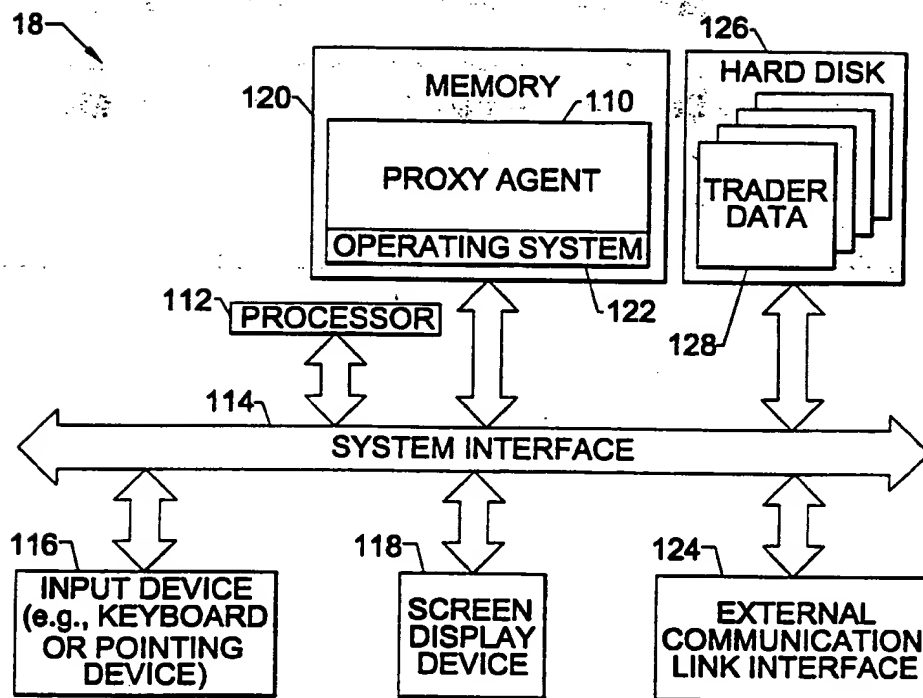 18
126
120
MEMORY
110
HARD DISK
PROXY AGENT
TRADER
DATA
OPERATING SYSTEM
112
PROCESSOR
122
128
114
SYSTEM INTERFACE
116
118
124
INPUT DEVICE
(e.g., KEYBOARD
OR POINTING
DEVICE)
SCREEN
DISPLAY
DEVICE
EXTERNAL
COMMUNICATION
LINK INTERFACE